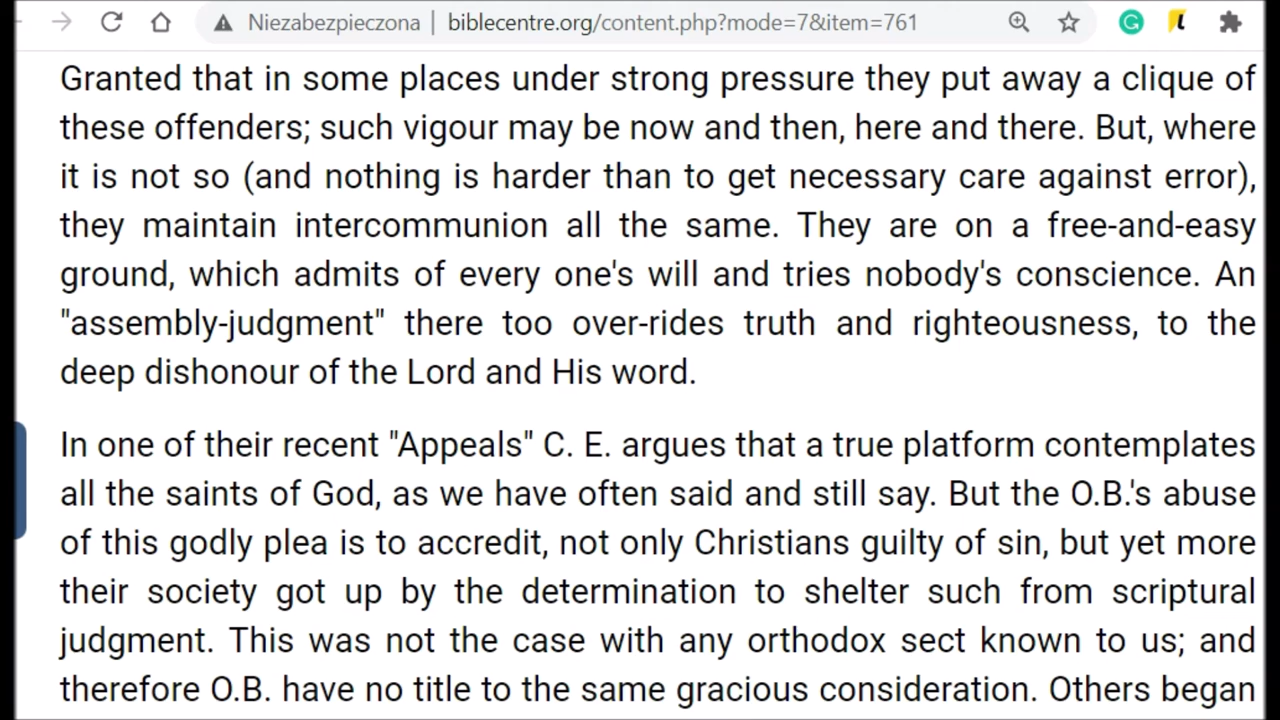 Niezabezpieczona | biblecentre.org/content.php?mode=7&item=761
Granted that in some places under strong pressure they put away a clique of
these offenders; such vigour may be now and then, here and there. But, where
it is not so (and nothing is harder than to get necessary care against error),
they maintain intercommunion all the same. They are on a free-and-easy
ground, which admits of every one's will and tries nobody's conscience. An
"assembly-judgment" there too over-rides truth and righteousness, to the
deep dishonour of the Lord and His word.
In one of their recent "Appeals" C. E. argues that a true platform contemplates
all the saints of God, as we have often said and still say. But the O.B.'s abuse
of this godly plea is to accredit, not only Christians guilty of sin, but yet more
their society got up by the determination to shelter such from scriptural
judgment. This was not the case with any orthodox sect known to us; and
therefore O.B. have no title to the same gracious consideration. Others began